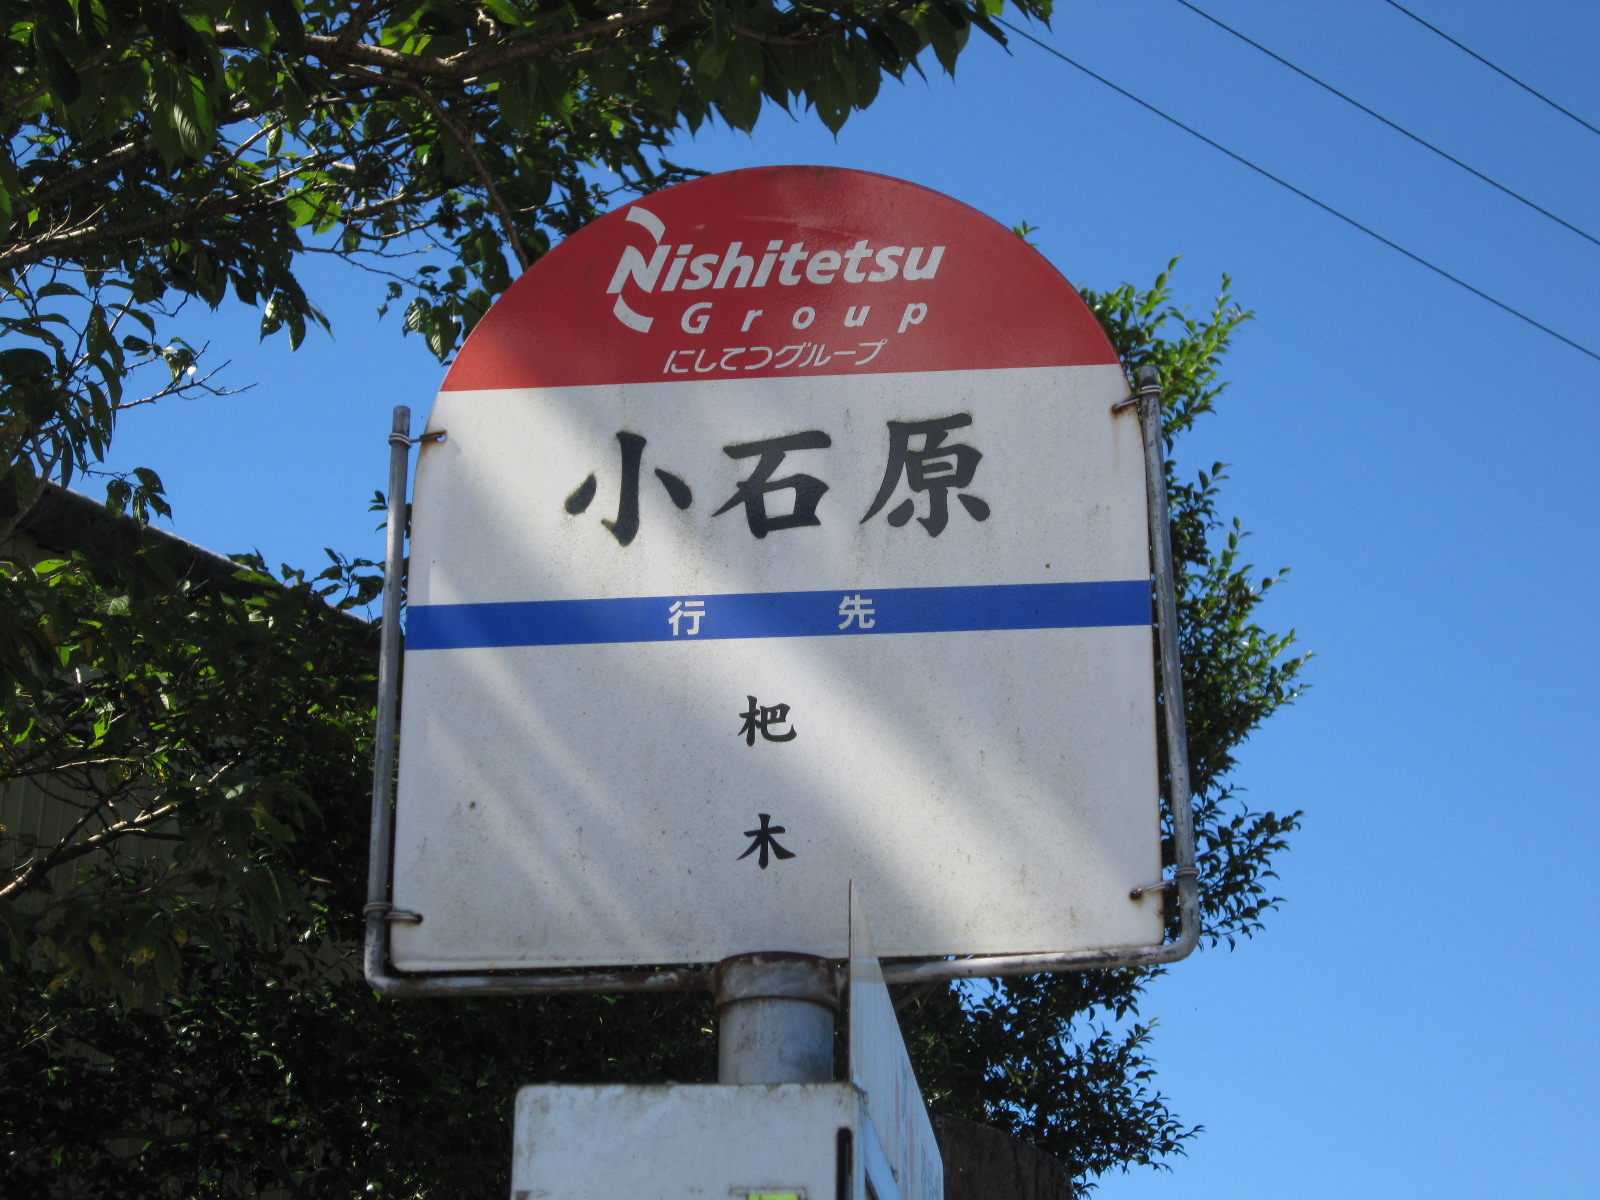 Nishitetsu
Group
にしてつグループ
小石原
行先
杷
木